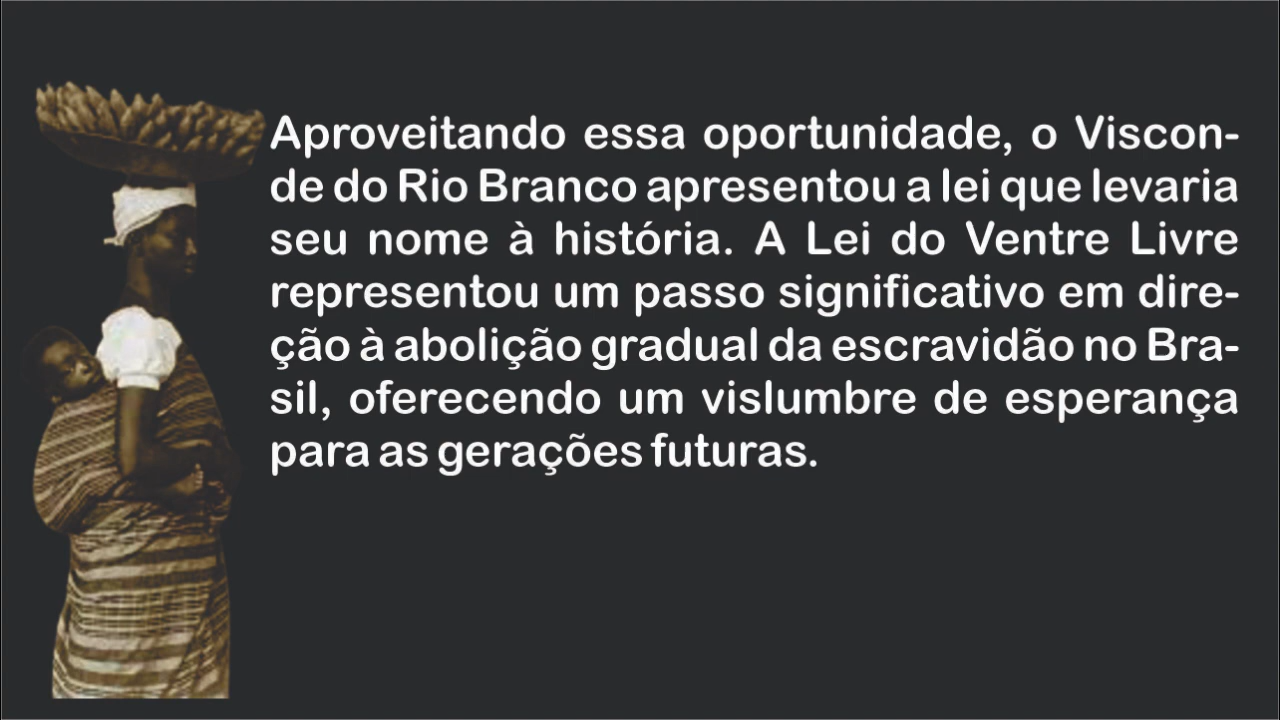 Aproveitando essa oportunidade, o Viscon-
de do Rio Branco apresentou a lei que levaria
seu nome à história. A Lei do Ventre Livre
representou um passo significativo em dire-
ção à abolição gradual da escravidão no Bra-
sil, oferecendo um vislumbre de esperança
para as gerações futuras.